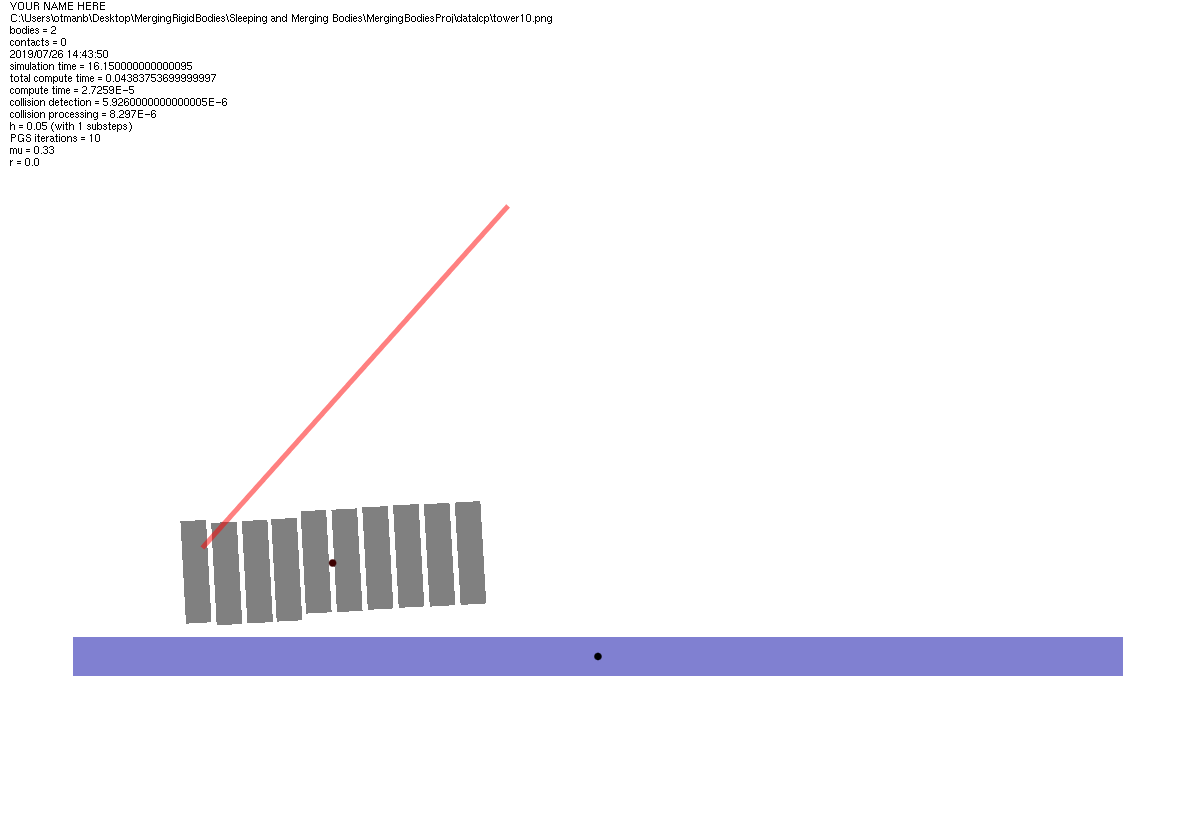 YOUR NAME HERE
C:\Users\otmanb\Desktop\MergingRigidBodies\Sleeping and Merging Bodies\MergingBodiesProj\datalcp\tower10.png
bodies = 2
contacts = 0
2019/07/26 14:43:50
simulation time = 16.150000000000095
total compute time = 0.04383753699999997
compute time = 2.7259E-5
collision detection = 5.9260000000000005E-6
collision processing = 8.297E-6
h = 0.05 (with 1 substeps)
PGS iterations = 10
mu = 0.33
r = 0.0